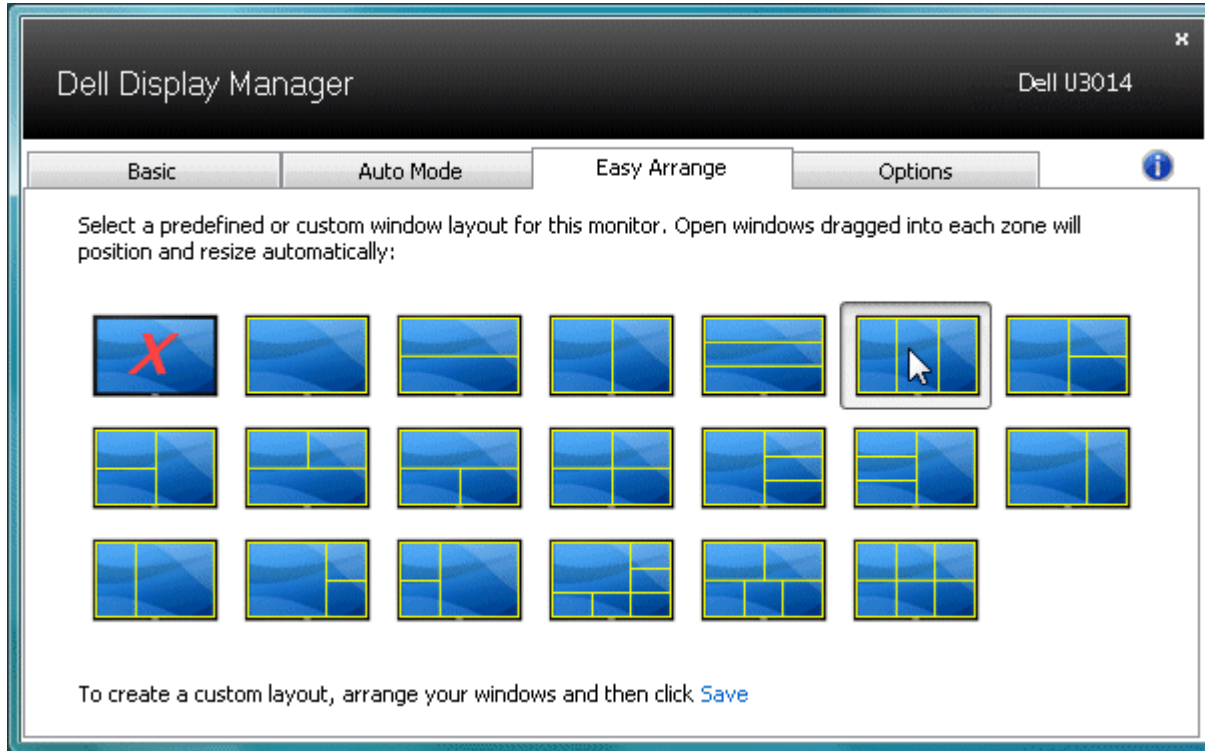 Dell Display Manager
Dell U3014
Basic
Auto Mode
Easy Arrange
Options
Select a predefined or custom window layout for this monitor. Open windows dragged into each zone will
position and resize automatically:
To create a custom layout, arrange your windows and then click Save